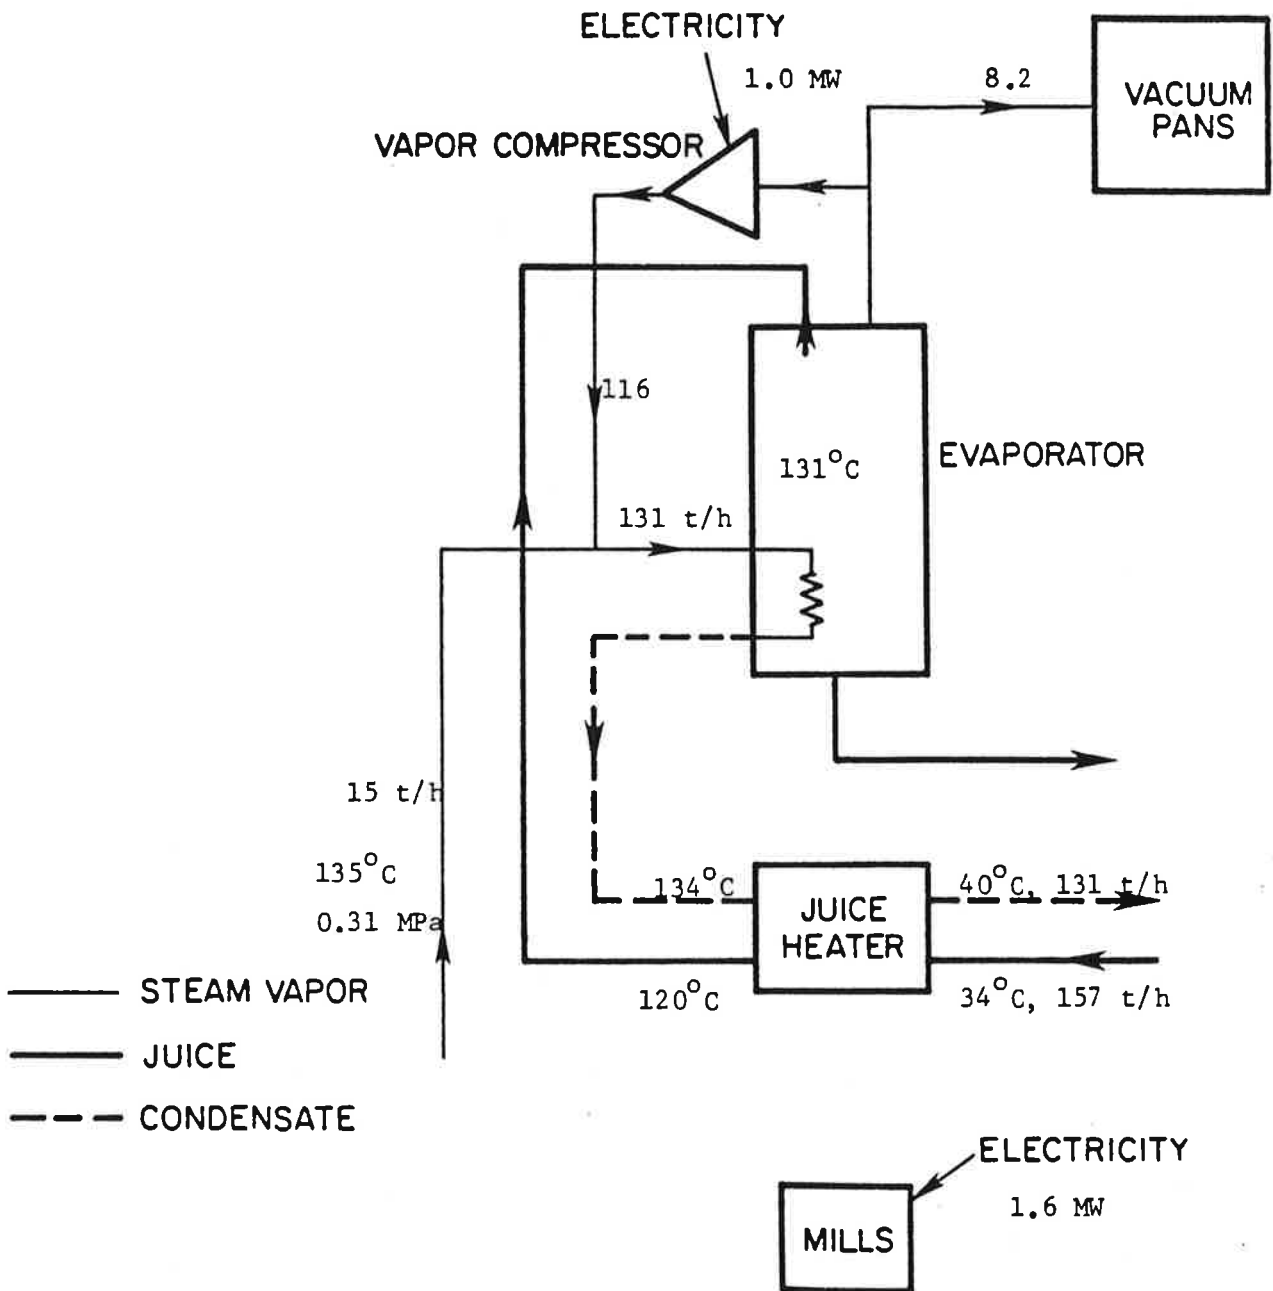 ELECTRICITY
1.0 MW
8.2
VACUUM
PANS
VAPOR COMPRESSOR
116
131°C
EVAPORATOR
131 t/h
15 t/h
135°C
0.31 MPa
134°C
40°C, 131 t/h
JUICE
HEATER
120°C
34°C, 157 t/h
STEAM VAPOR
JUICE
CONDENSATE
ELECTRICITY
1.6 MW
MILLS